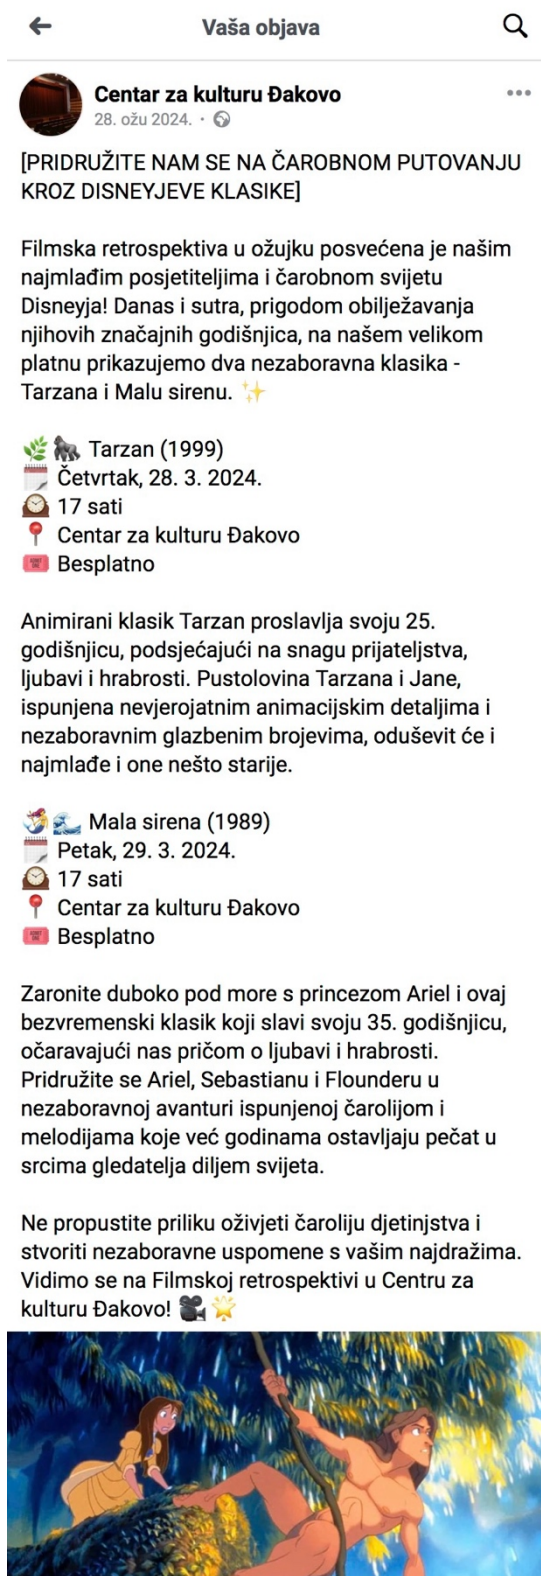 Vaša objava
Centar za kulturu Đakovo
28. ožu 2024. ·
[PRIDRUŽITE NAM SE NA ČAROBNOM PUTOVANJU
KROZ DISNEYJEVE KLASIKE]
Filmska retrospektiva u ožujku posvećena je našim
najmlađim posjetiteljima i čarobnom svijetu
Disneyja! Danas i sutra, prigodom obilježavanja
njihovih značajnih godišnjica, na našem velikom
platnu prikazujemo dva nezaboravna klasika -
Tarzana i Malu sirenu. ✨
🌿🦍 Tarzan (1999)
🗓️ Četvrtak, 28. 3. 2024.
🕰️ 17 sati
📍 Centar za kulturu Đakovo
🎟️ Besplatno
Animirani klasik Tarzan proslavlja svoju 25.
godišnjicu, podsjećajući na snagu prijateljstva,
ljubavi i hrabrosti. Pustolovina Tarzana i Jane,
ispunjena nevjerojatnim animacijskim detaljima i
nezaboravnim glazbenim brojevima, oduševit će i
najmlađe i one nešto starije.
🧜‍♀️🌊 Mala sirena (1989)
🗓️ Petak, 29. 3. 2024.
🕰️ 17 sati
📍 Centar za kulturu Đakovo
🎟️ Besplatno
Zaronite duboko pod more s princezom Ariel i ovaj
bezvremenski klasik koji slavi svoju 35. godišnjicu,
očaravajući nas pričom o ljubavi i hrabrosti.
Pridružite se Ariel, Sebastianu i Flounderu u
nezaboravnoj avanturi ispunjenoj čarolijom i
melodijama koje već godinama ostavljaju pečat u
srcima gledatelja diljem svijeta.
Ne propustite priliku oživjeti čaroliju djetinjstva i
stvoriti nezaboravne uspomene s vašim najdražima.
Vidimo se na Filmskoj retrospektivi u Centru za
kulturu Đakovo! 🎥🌟